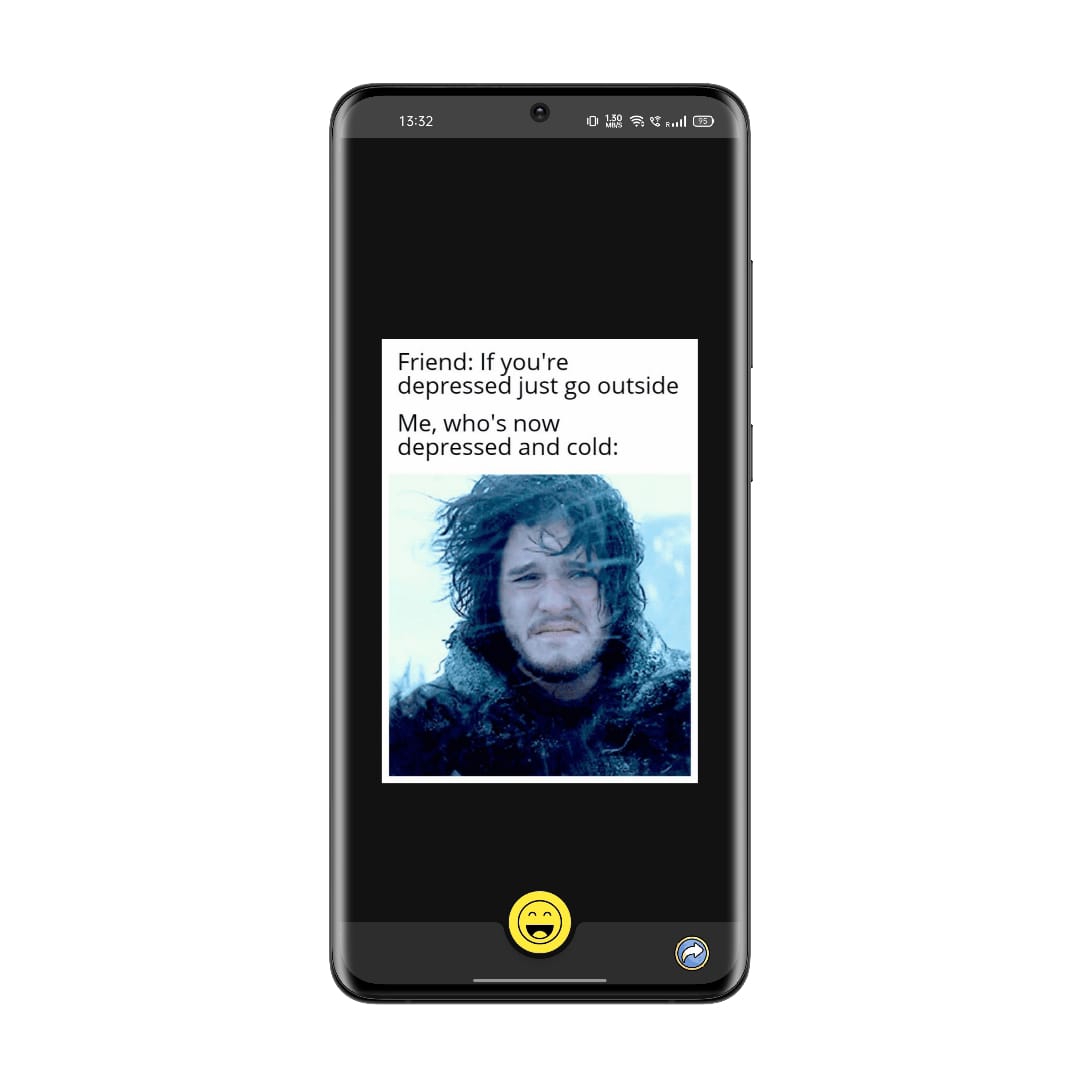 13:32
1.30
MB/S
R
95
Friend: If you're
depressed just go outside
Me, who's now
depressed and cold: